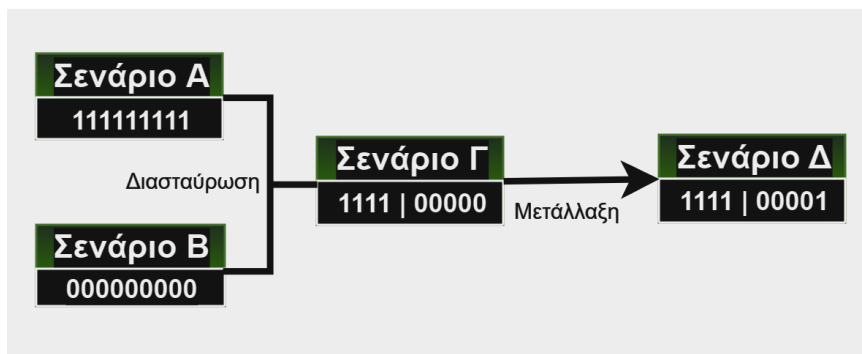 Σενάριο Α
111111111
Διασταύρωση
Σενάριο Β
000000000
Σενάριο Γ
1111 | 00000
Μετάλλαξη
Σενάριο Δ
1111 | 00001